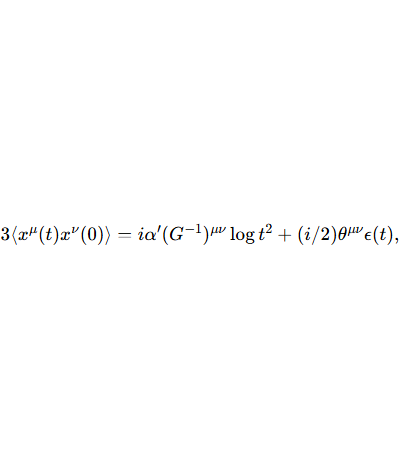 3⟨x^μ(t)x^ν(0)⟩ = iα′(G^{−1})^{μν} log t^2 + (i/2)θ^{μν}ϵ(t),